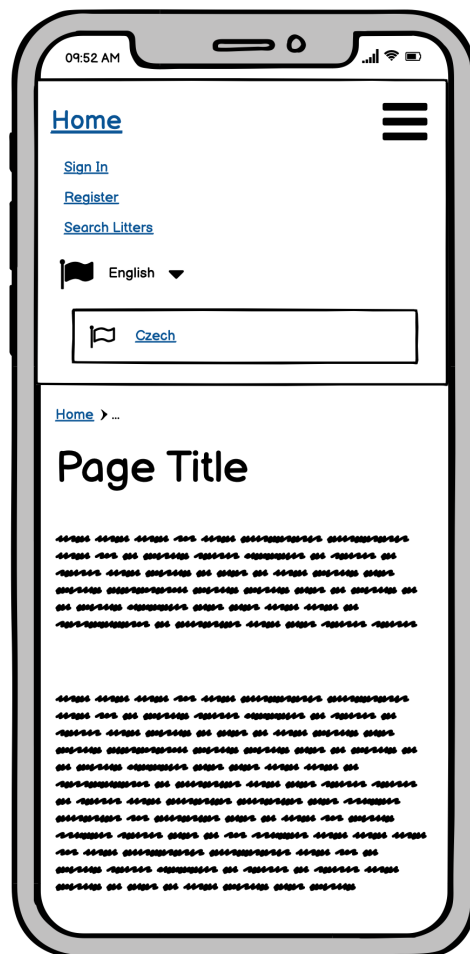 09:52 AM
Home
Sign In
Register
Search Litters
English
Czech
Home > ...
Page Title